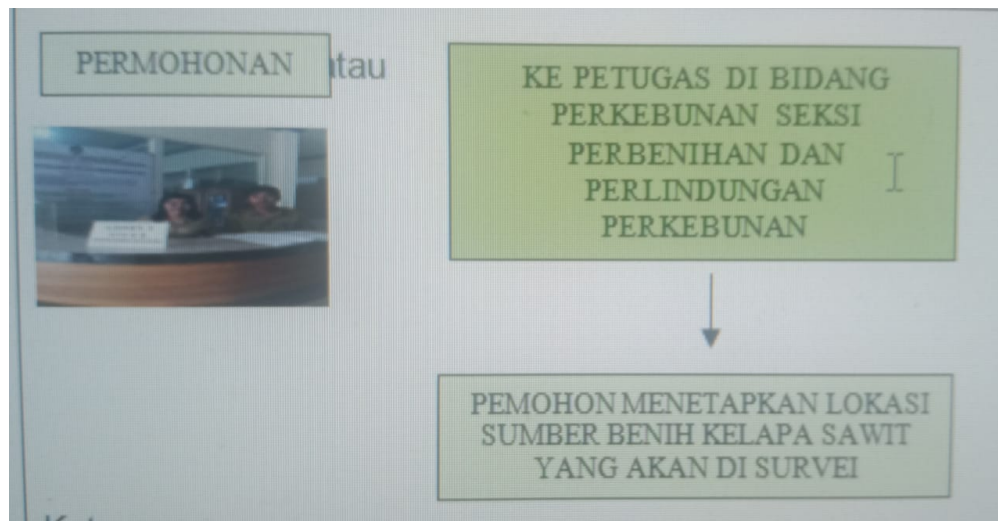 PERMOHONAN
tau
KE PETUGAS DI BIDANG
PERKEBUNAN SEKSI
PERBENIHAN DAN
PERLINDUNGAN
PERKEBUNAN
PEMOHON MENETAPKAN LOKASI
SUMBER BENIH KELAPA SAWIT
YANG AKAN DI SURVEI